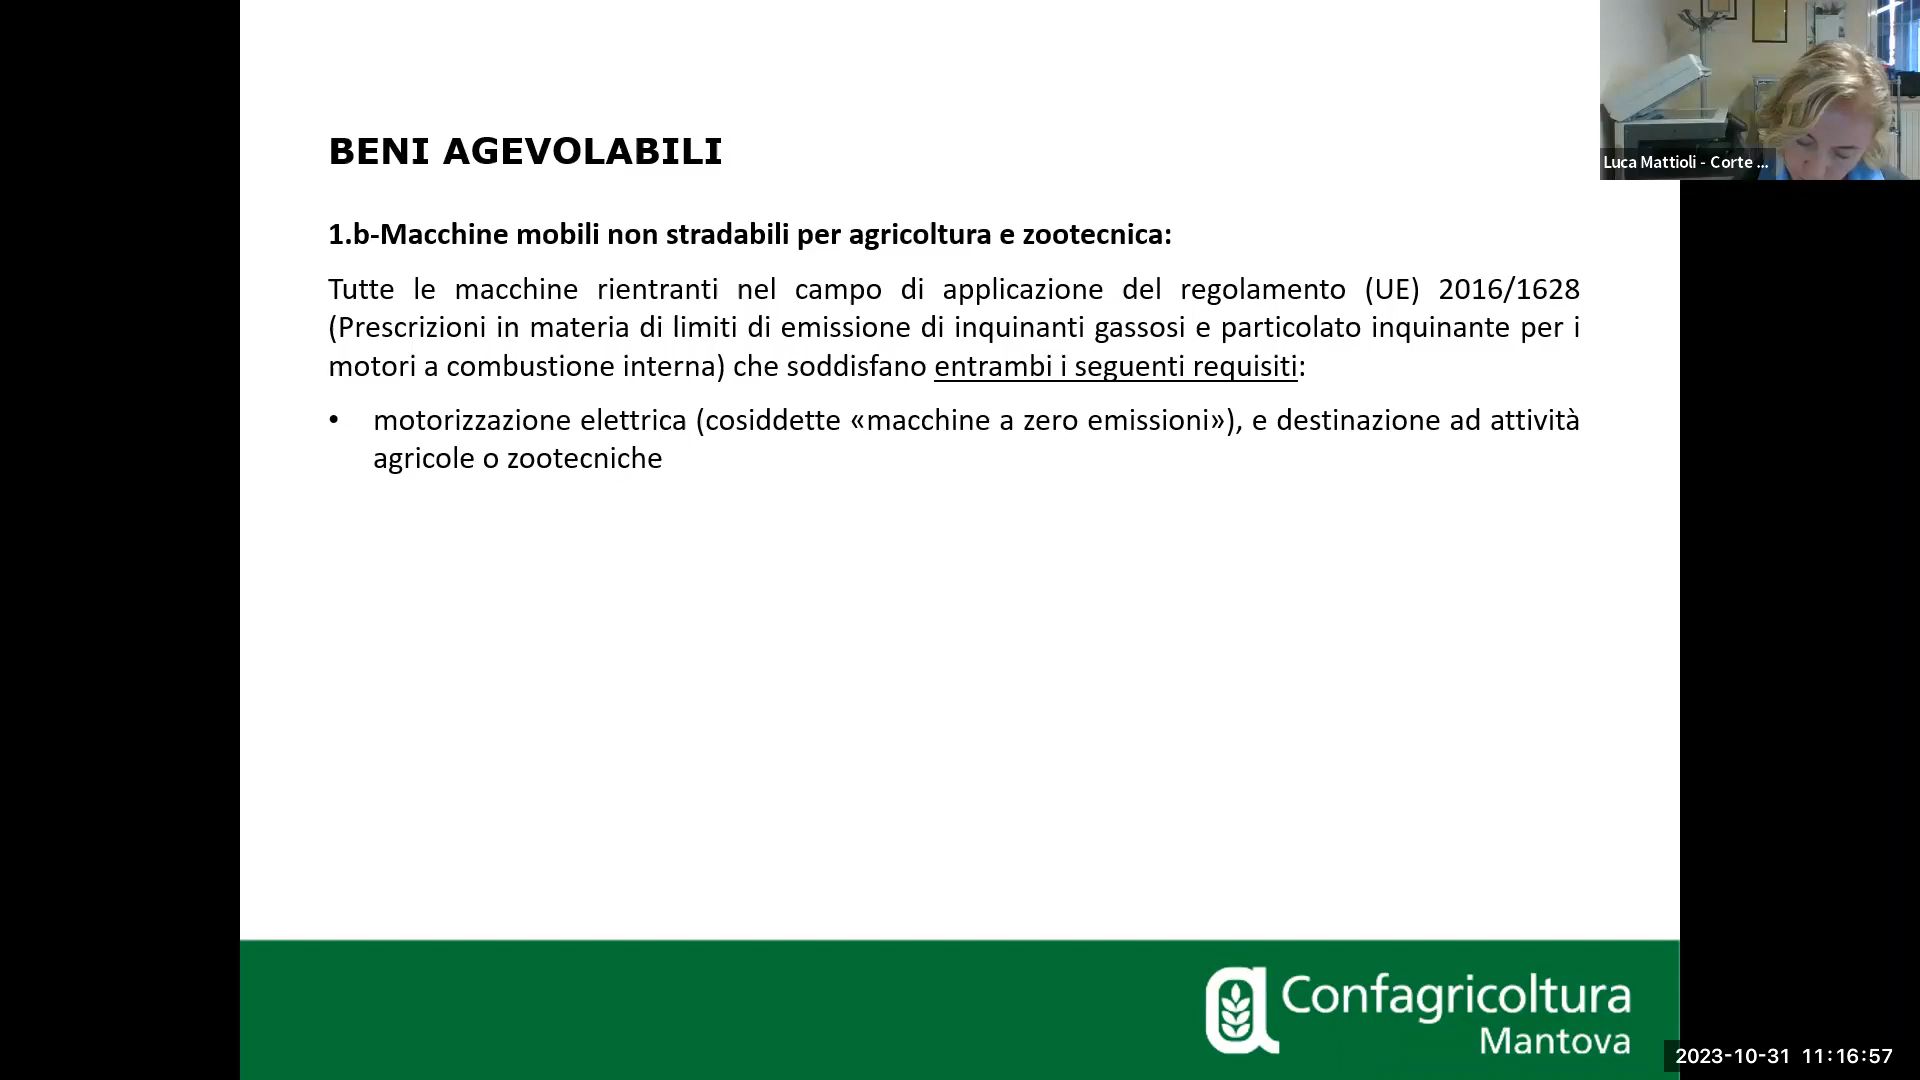 BENI AGEVOLABILI
1.b-Macchine mobili non stradabili per agricoltura e zootecnica:
Tutte le macchine rientranti nel campo di applicazione del regolamento (UE) 2016/1628
(Prescrizioni in materia di limiti di emissione di inquinanti gassosi e particolato inquinante per i
motori a combustione interna) che soddisfano entrambi i seguenti requisiti:
• motorizzazione elettrica (cosiddette «macchine a zero emissioni»), e destinazione ad attività
agricole o zootecniche
Luca Mattioli - Corte ...
Confagricoltura
Mantova
2023-10-31 11:16:57